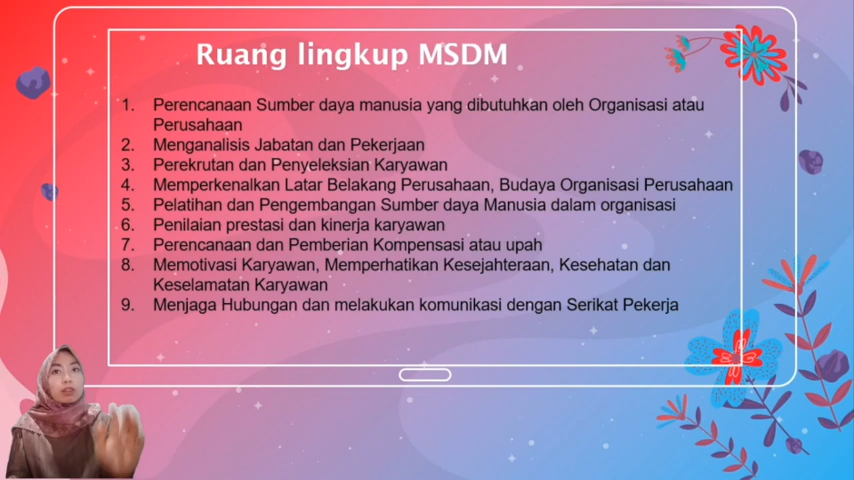 Ruang lingkup MSDM
1. Perencanaan Sumber daya manusia yang dibutuhkan oleh Organisasi atau
Perusahaan
2. Menganalisis Jabatan dan Pekerjaan
3. Perekrutan dan Penyeleksian Karyawan
4. Memperkenalkan Latar Belakang Perusahaan, Budaya Organisasi Perusahaan
5. Pelatihan dan Pengembangan Sumber daya Manusia dalam organisasi
6. Penilaian prestasi dan kinerja karyawan
7. Perencanaan dan Pemberian Kompensasi atau upah
8. Memotivasi Karyawan, Memperhatikan Kesejahteraan, Kesehatan dan
Keselamatan Karyawan
9. Menjaga Hubungan dan melakukan komunikasi dengan Serikat Pekerja